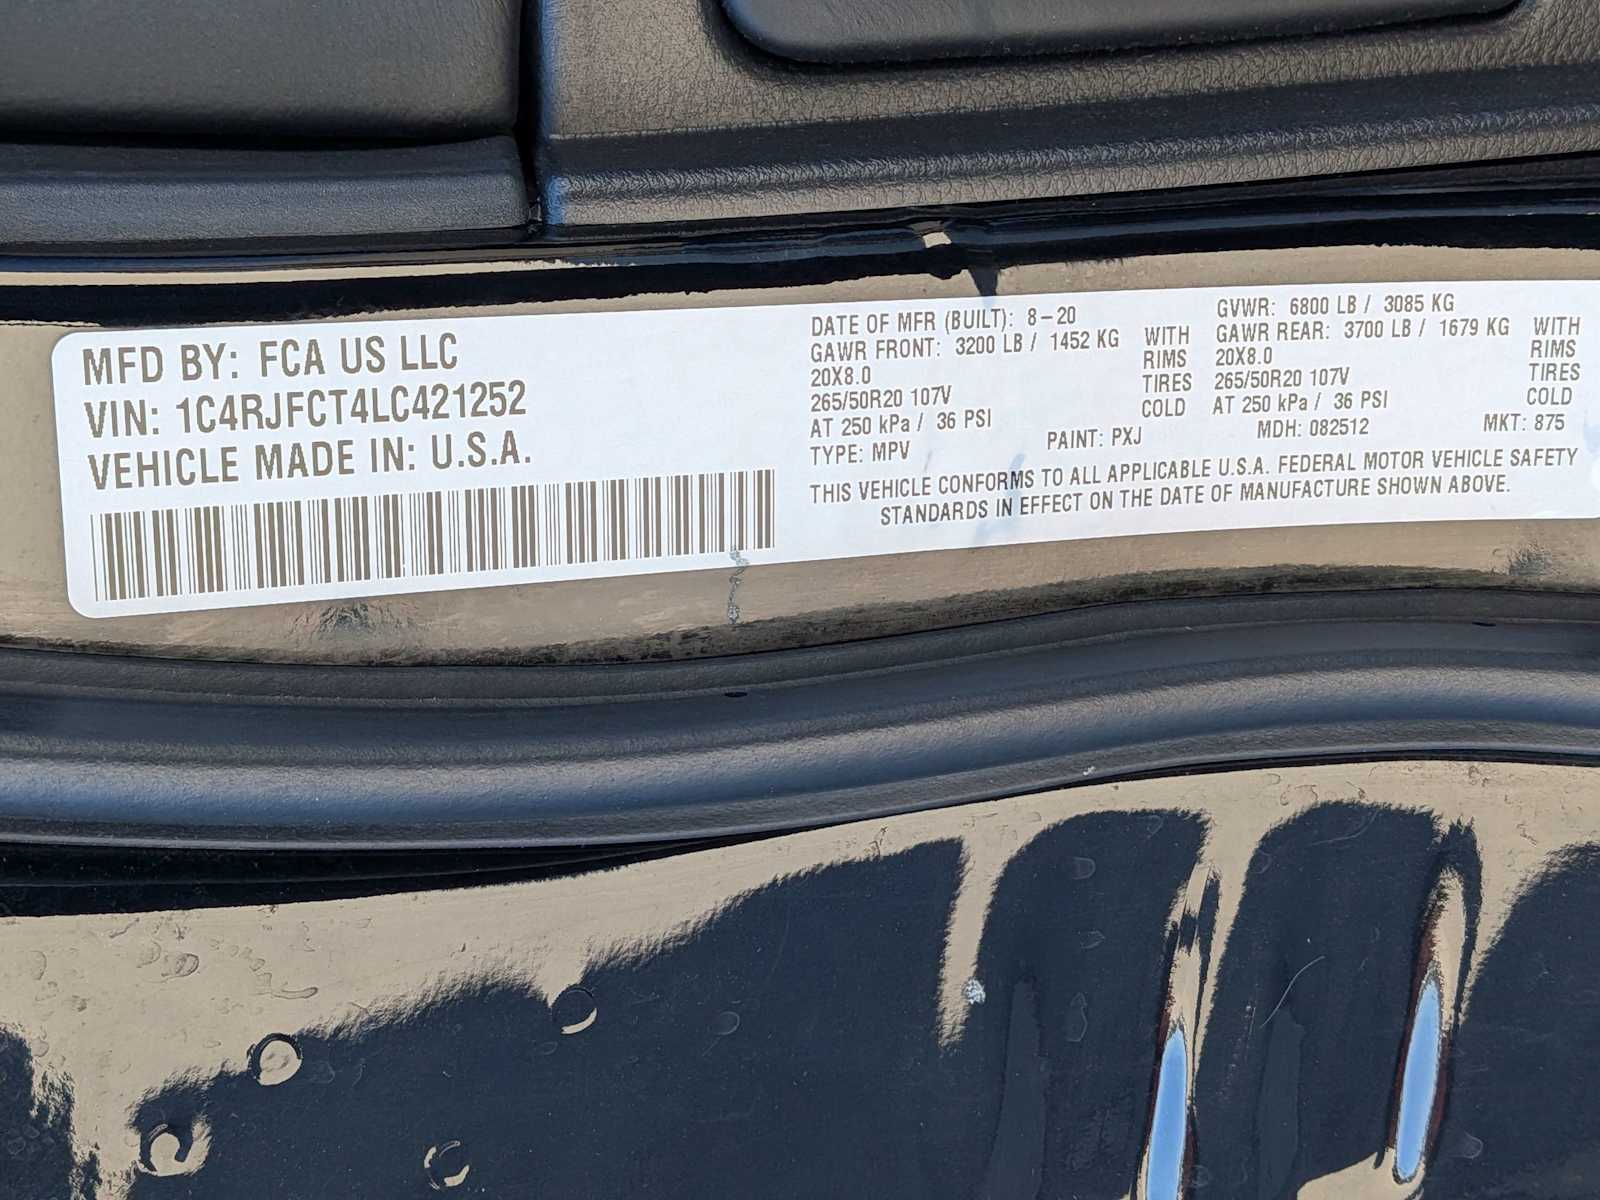 MFD BY: FCA US LLC
VIN: 1C4RJFCT4LC421252
VEHICLE MADE IN: U.S.A.
DATE OF MFR (BUILT): 8-20
GAWR FRONT: 3200 LB / 1452 KG WITH
20X8.0 RIMS
265/50R20 107V TIRES
AT 250 kPa / 36 PSI COLD
TYPE: MPV PAINT: PXJ
GVWR: 6800 LB / 3085 KG
GAWR REAR: 3700 LB / 1679 KG WITH
20X8.0 RIMS
265/50R20 107V TIRES
AT 250 kPa / 36 PSI COLD
MDH: 082512 MKT: 875
THIS VEHICLE CONFORMS TO ALL APPLICABLE U.S.A. FEDERAL MOTOR VEHICLE SAFETY
STANDARDS IN EFFECT ON THE DATE OF MANUFACTURE SHOWN ABOVE.